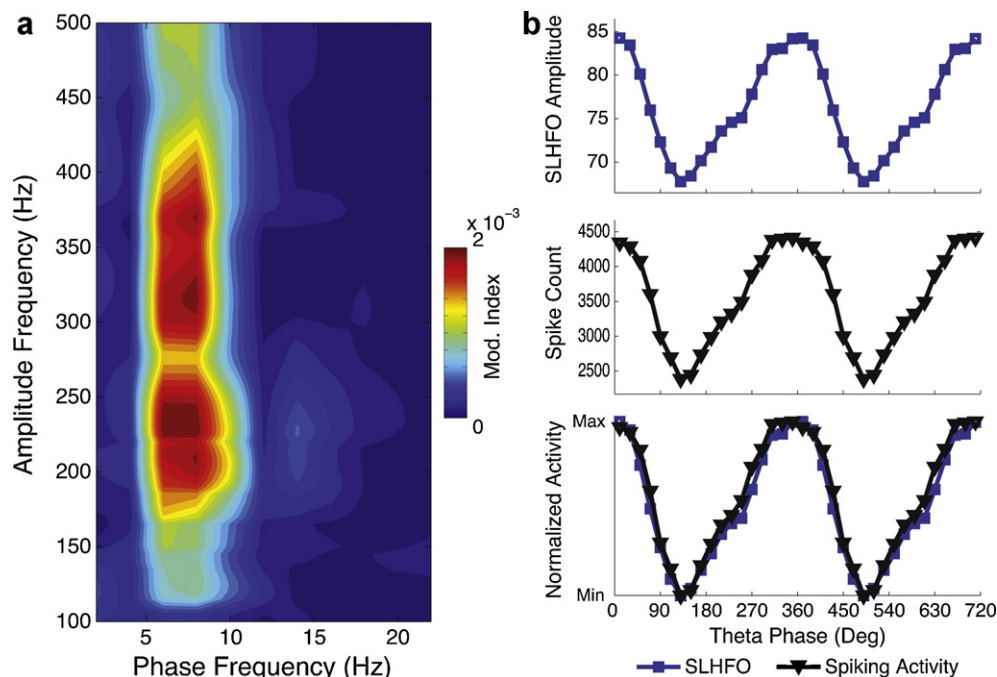 a
500
450
400
350
300
250
200
150
100
Amplitude Frequency (Hz)
5
10
15
20
Phase Frequency (Hz)
x 10⁻³
2
0
Mod. Index
b
85
80
75
70
SLHFO Amplitude
4500
4000
3500
3000
2500
Spike Count
Max
Min
Normalized Activity
0 90 180 270 360 450 540 630 720
Theta Phase (Deg)
SLHFO
Spiking Activity